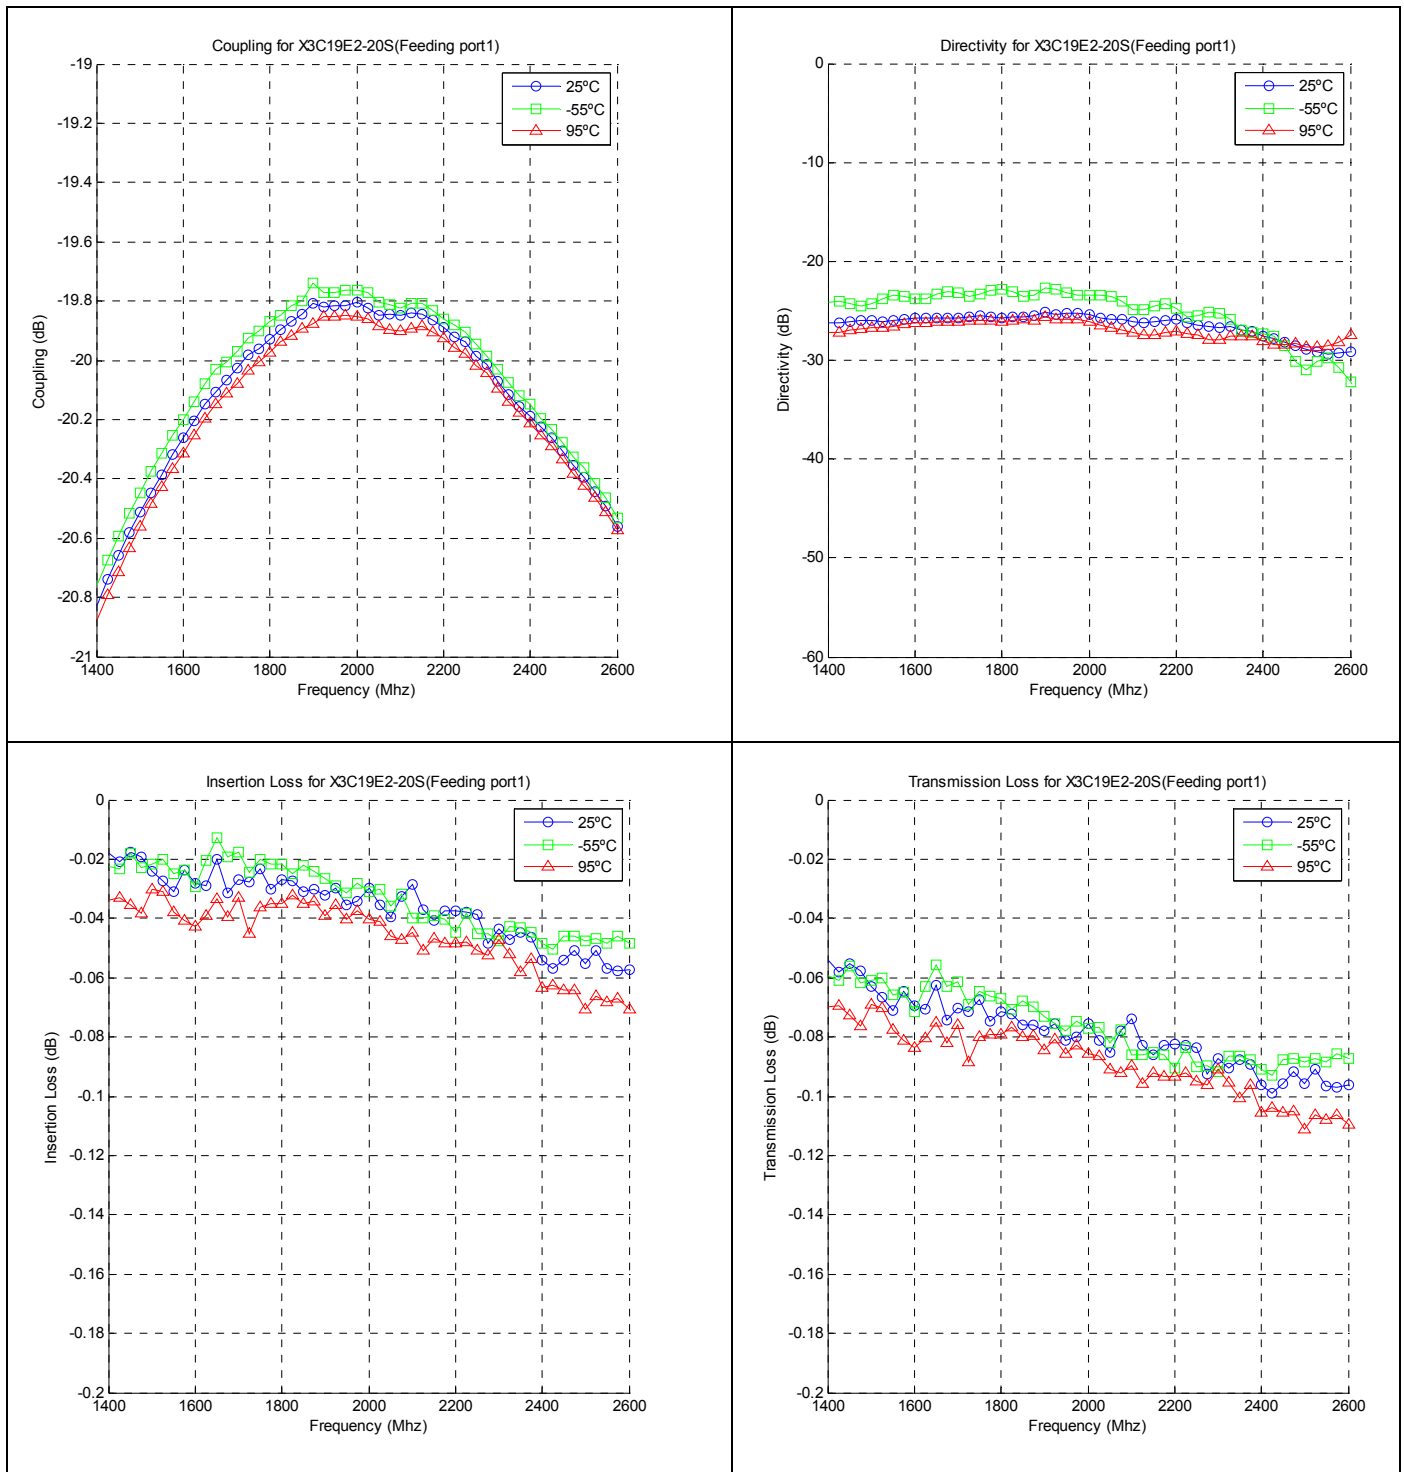 Coupling for X3C19E2-20S(Feeding port1)
-19
-19.2
-19.4
-19.6
-19.8
-20
-20.2
-20.4
-20.6
-20.8
-21
Coupling (dB)
1400 1600 1800 2000 2200 2400 2600
Frequency (Mhz)
25ºC
-55ºC
95ºC
Directivity for X3C19E2-20S(Feeding port1)
0
-10
-20
-30
-40
-50
-60
Directivity (dB)
1400 1600 1800 2000 2200 2400 2600
Frequency (Mhz)
25ºC
-55ºC
95ºC
Insertion Loss for X3C19E2-20S(Feeding port1)
0
-0.02
-0.04
-0.06
-0.08
-0.1
-0.12
-0.14
-0.16
-0.18
-0.2
Insertion Loss (dB)
1400 1600 1800 2000 2200 2400 2600
Frequency (Mhz)
25ºC
-55ºC
95ºC
Transmission Loss for X3C19E2-20S(Feeding port1)
0
-0.02
-0.04
-0.06
-0.08
-0.1
-0.12
-0.14
-0.16
-0.18
-0.2
Transmission Loss (dB)
1400 1600 1800 2000 2200 2400 2600
Frequency (Mhz)
25ºC
-55ºC
95ºC